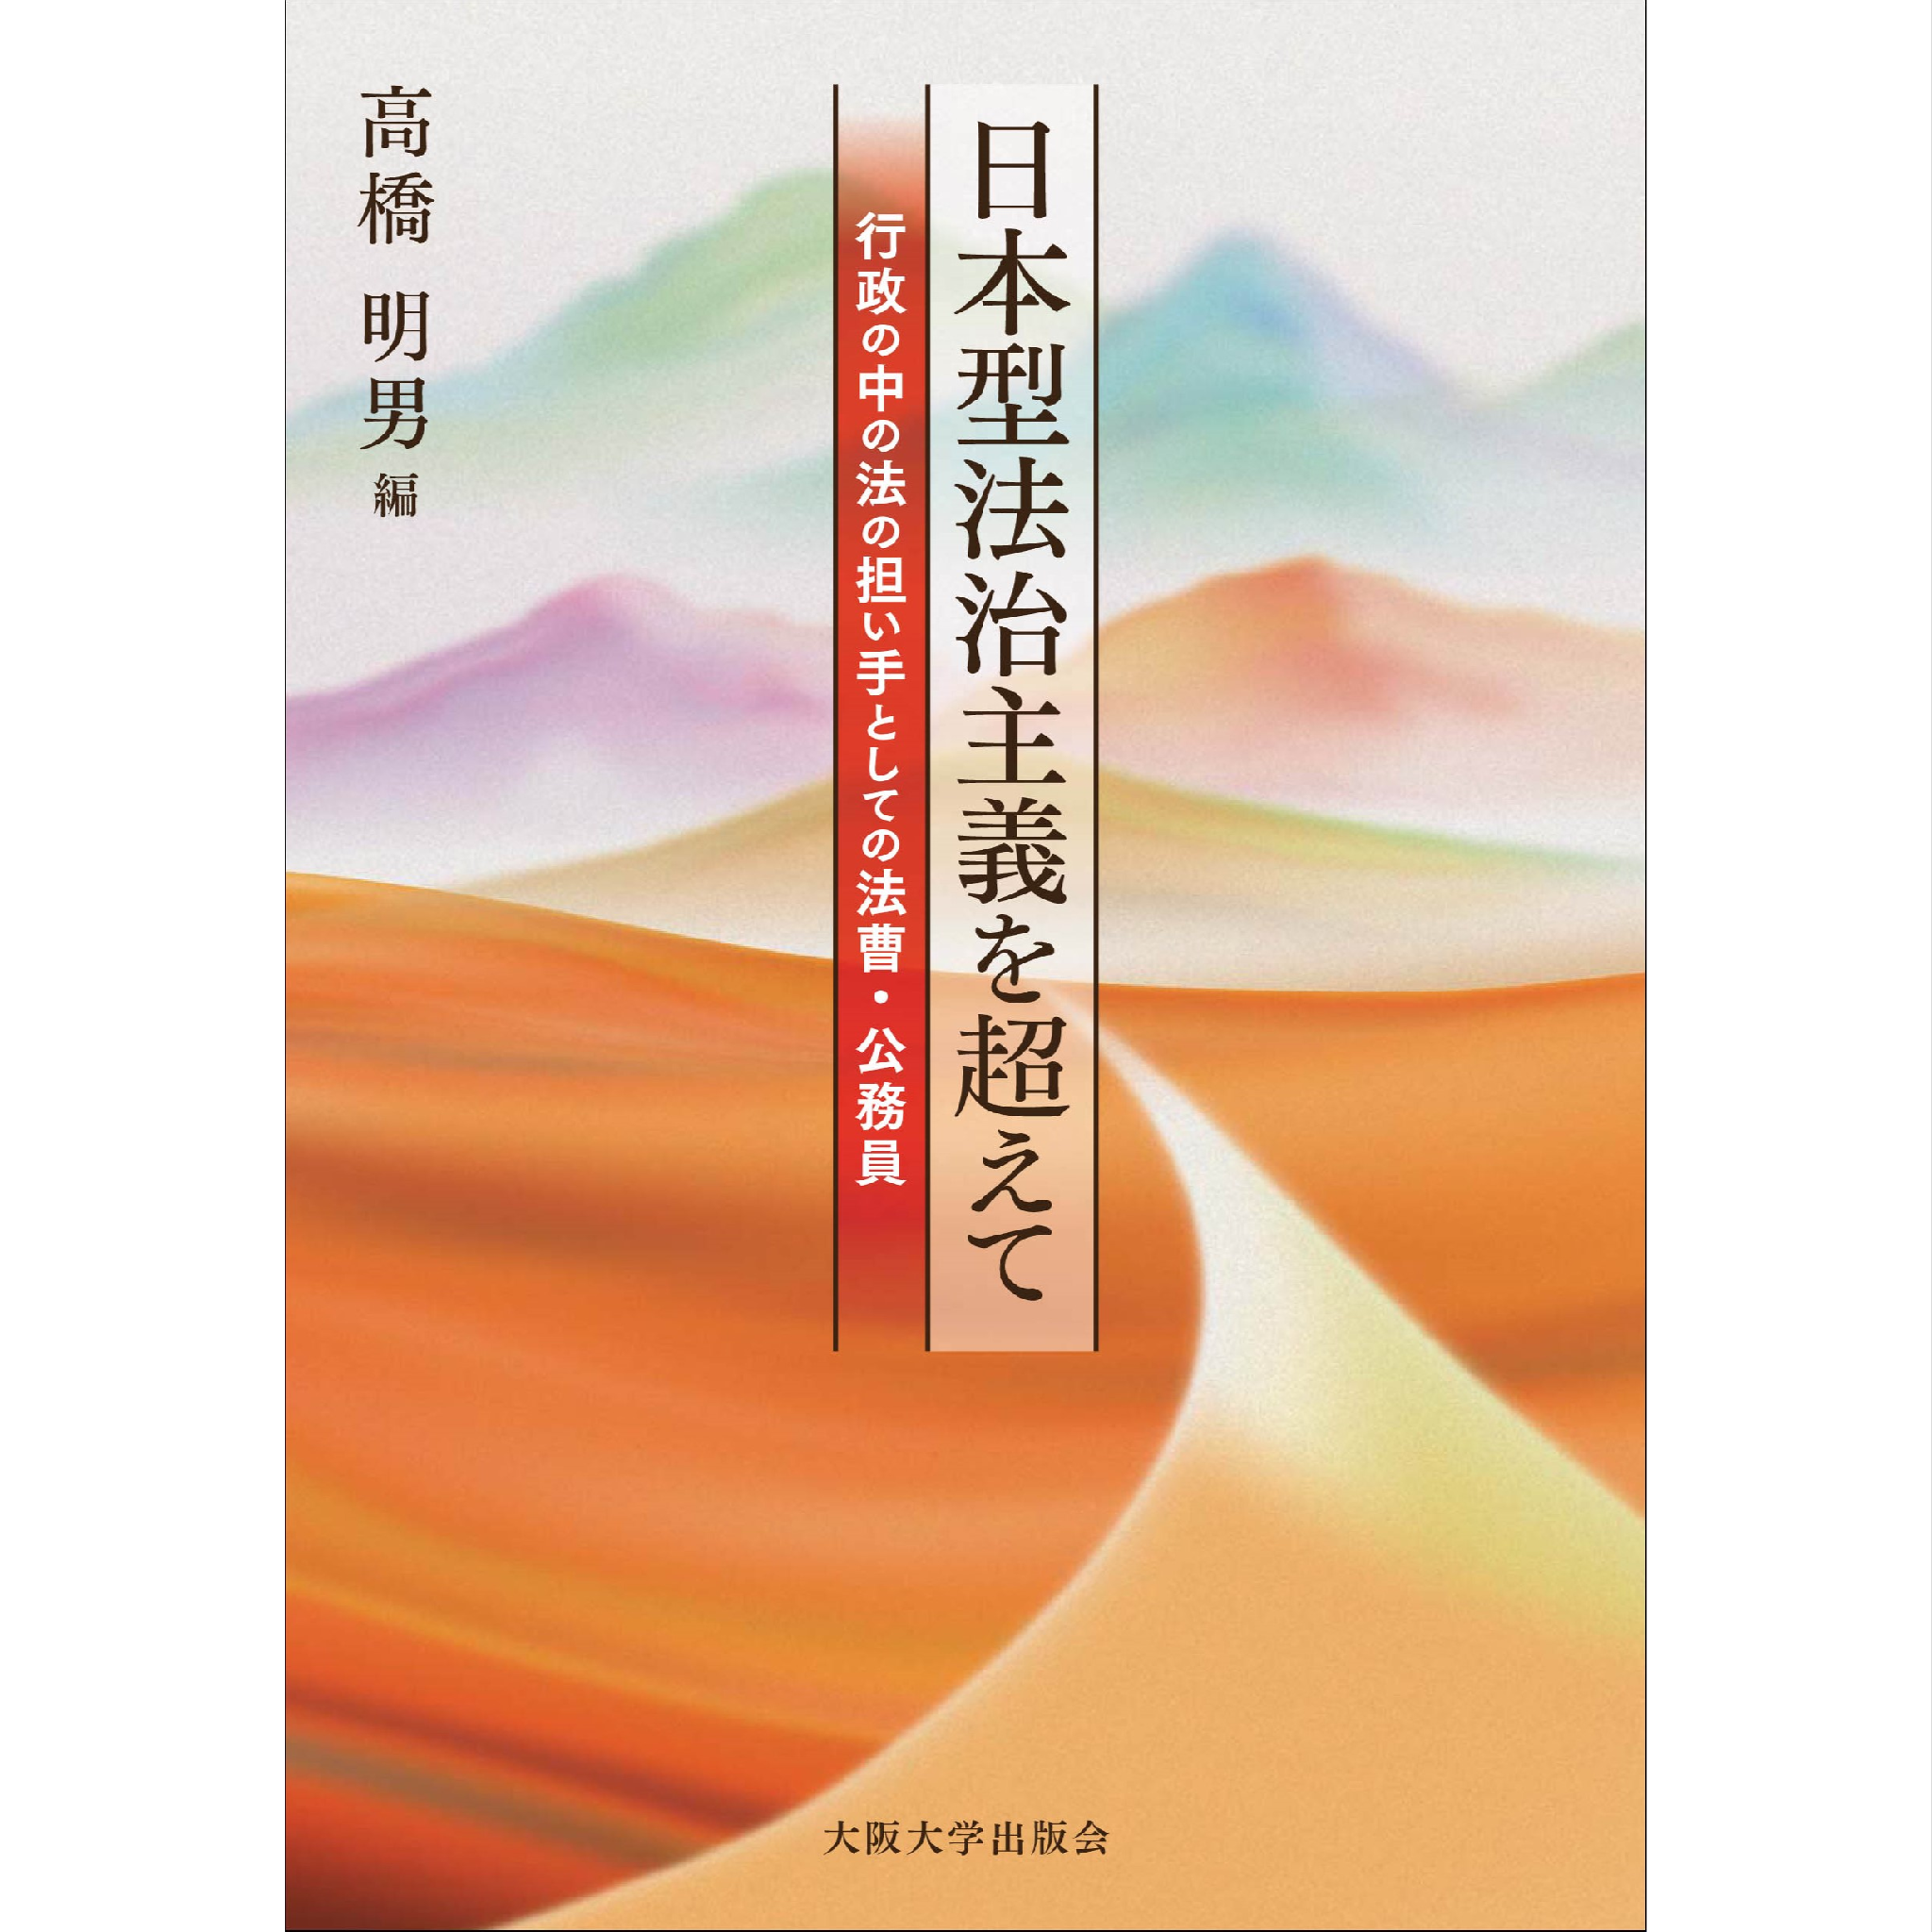 日本型法治主義を超えて
行政の中の法の担い手としての法曹・公務員
高橋 明男 編
大阪大学出版会